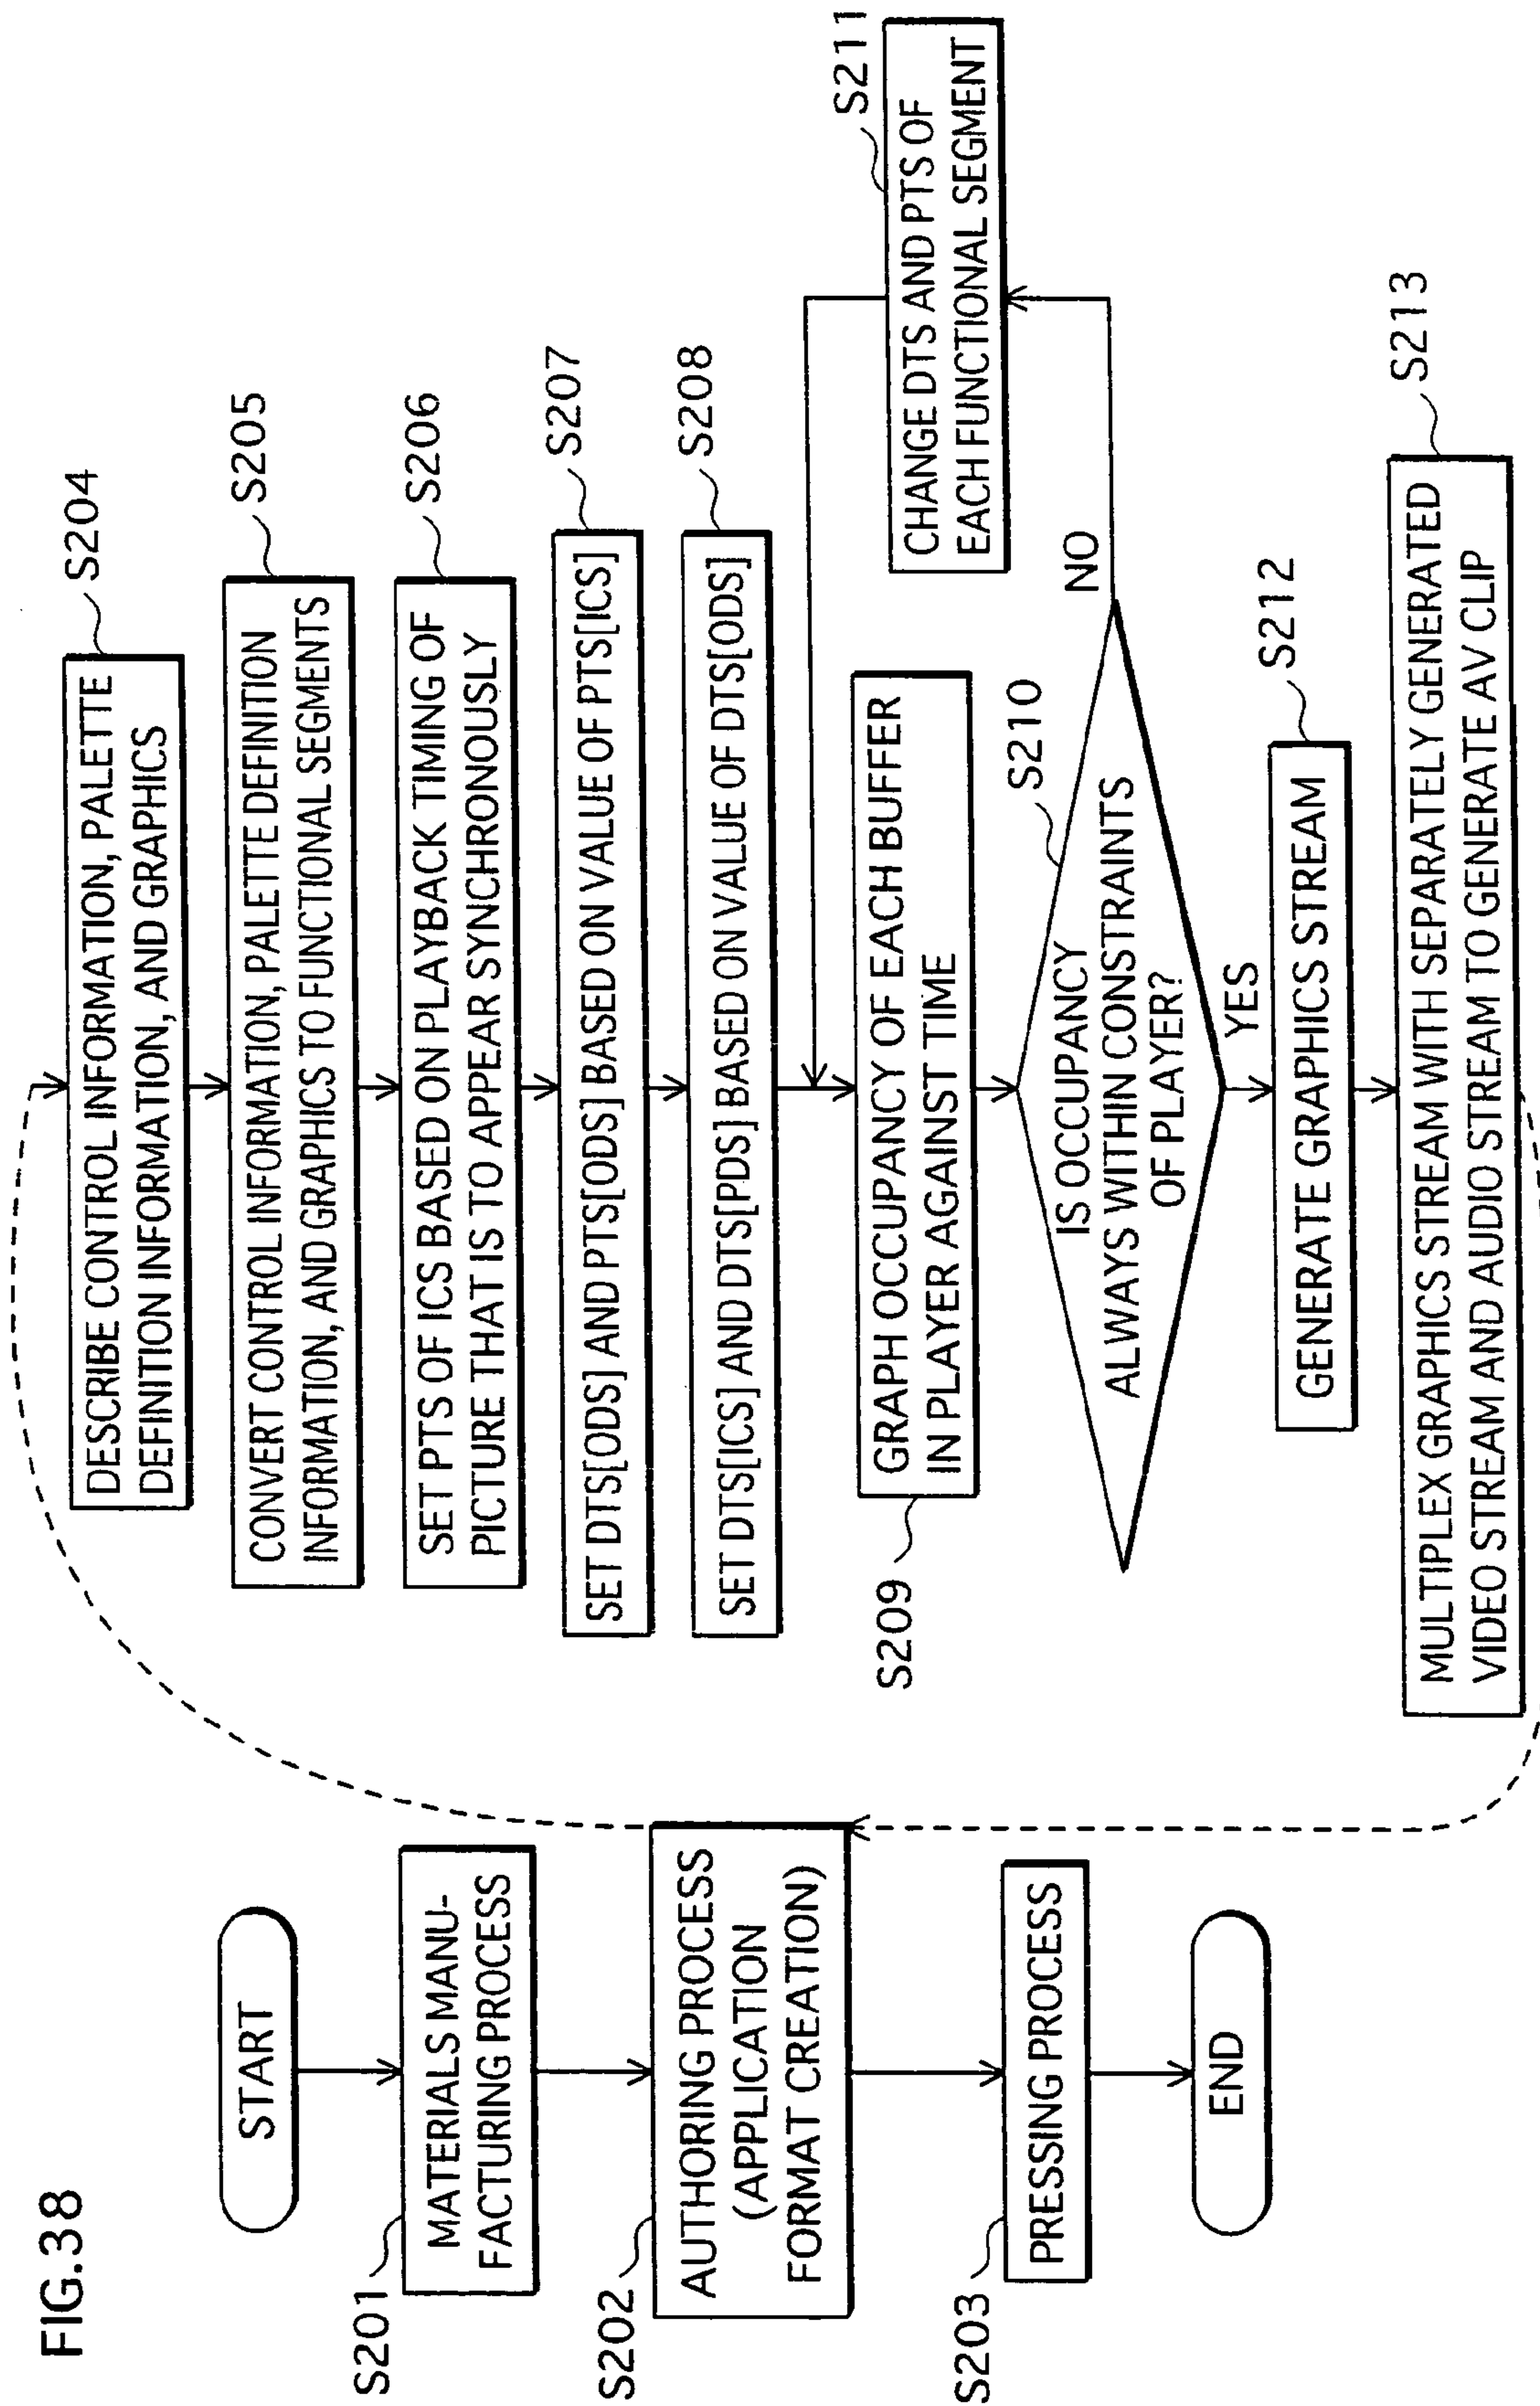 FIG.38
START
S201
MATERIALS MANU-
FACTURING PROCESS
S202
AUTHORING PROCESS
(APPLICATION
FORMAT CREATION)
S203
PRESSING PROCESS
END
S204
DESCRIBE CONTROL INFORMATION, PALETTE
DEFINITION INFORMATION, AND GRAPHICS
S205
CONVERT CONTROL INFORMATION, PALETTE DEFINITION
INFORMATION, AND GRAPHICS TO FUNCTIONAL SEGMENTS
S206
SET PTS OF ICS BASED ON PLAYBACK TIMING OF
PICTURE THAT IS TO APPEAR SYNCHRONOUSLY
S207
SET DTS[ODS] AND PTS[ODS] BASED ON VALUE OF PTS[ICS]
S208
SET DTS[ICS] AND DTS[PDS] BASED ON VALUE OF DTS[ODS]
S209
GRAPH OCCUPANCY OF EACH BUFFER
IN PLAYER AGAINST TIME
S210
IS OCCUPANCY
ALWAYS WITHIN CONSTRAINTS
OF PLAYER?
NO
S211
CHANGE DTS AND PTS OF
EACH FUNCTIONAL SEGMENT
YES
S212
GENERATE GRAPHICS STREAM
S213
MULTIPLEX GRAPHICS STREAM WITH SEPARATELY GENERATED
VIDEO STREAM AND AUDIO STREAM TO GENERATE AV CLIP